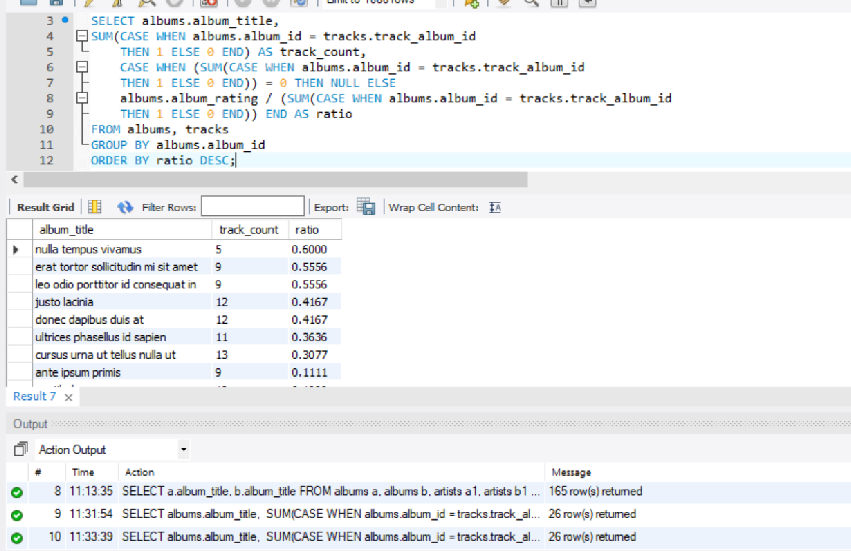 Limit to 1000 rows
3 SELECT albums.album_title,
4 SUM(CASE WHEN albums.album_id = tracks.track_album_id
5 THEN 1 ELSE 0 END) AS track_count,
6 CASE WHEN (SUM(CASE WHEN albums.album_id = tracks.track_album_id
7 THEN 1 ELSE 0 END)) = 0 THEN NULL ELSE
8 albums.album_rating / (SUM(CASE WHEN albums.album_id = tracks.track_album_id
9 THEN 1 ELSE 0 END)) END AS ratio
10 FROM albums, tracks
11 GROUP BY albums.album_id
12 ORDER BY ratio DESC;
Result Grid Filter Rows: Export: Wrap Cell Content: IA
album_title track_count ratio
nulla tempus vivamus 5 0.6000
erat tortor sollicitudin mi sit amet 9 0.5556
leo odio porttitor id consequat in 9 0.5556
justo lacinia 12 0.4167
donec dapibus duis at 12 0.4167
ultrices phasellus id sapien 11 0.3636
cursus urna ut tellus nulla ut 13 0.3077
ante ipsum primis 9 0.1111
Result 7 x
Output
Action Output
# Time Action Message
8 11:13:35 SELECT a.album_title, b.album_title FROM albums a, albums b, artists a1, artists b1 ... 165 row(s) returned
9 11:31:54 SELECT albums.album_title, SUM(CASE WHEN albums.album_id = tracks.track_al... 26 row(s) returned
10 11:33:39 SELECT albums.album_title, SUM(CASE WHEN albums.album_id = tracks.track_al... 26 row(s) returned